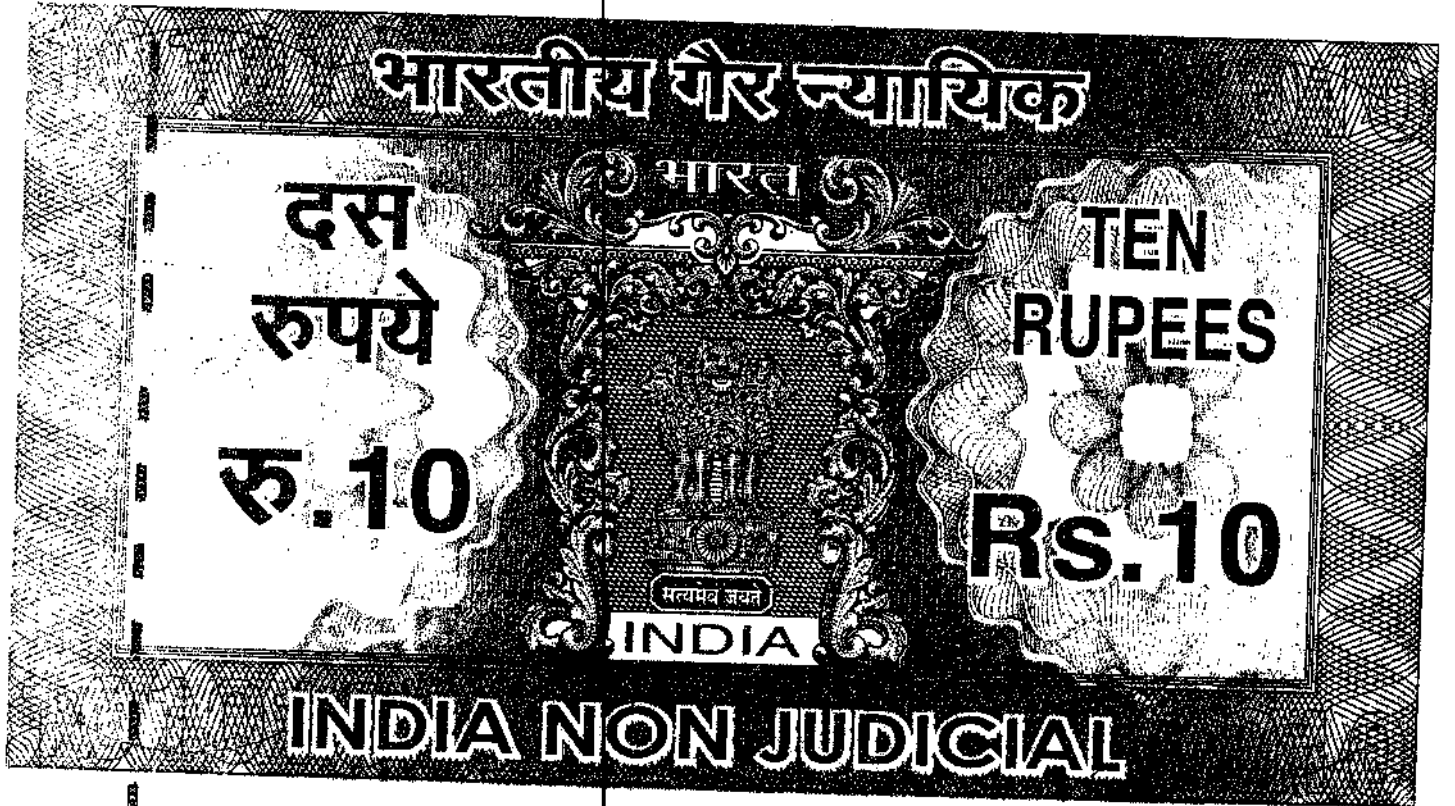 भारतीय गैर न्यायिक
भारत
दस
रुपये
रु.10
TEN
RUPEES
Rs.10
सत्यमेव जयते
INDIA
INDIA NON JUDICIAL